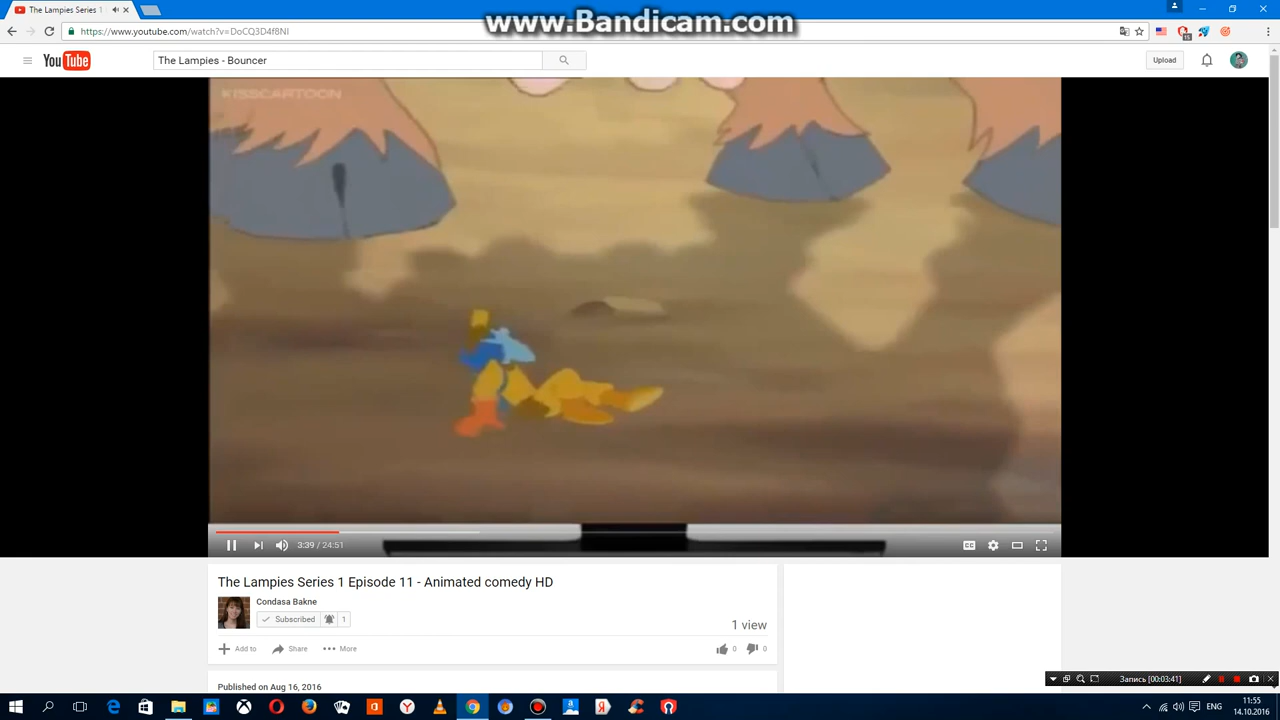 The Lampies Series 1
www.Bandicam.com
https://www.youtube.com/watch?v=DoCQ3D4f8NI
YouTube
The Lampies - Bouncer
Upload
KISSCARTOON
3:39 / 24:51
CC
The Lampies Series 1 Episode 11 - Animated comedy HD
Condasa Bakne
Subscribed 1
1 view
Add to Share More 0 0
Published on Aug 16, 2016
Запись [00:03:41]
ENG
11:55
14.10.2016